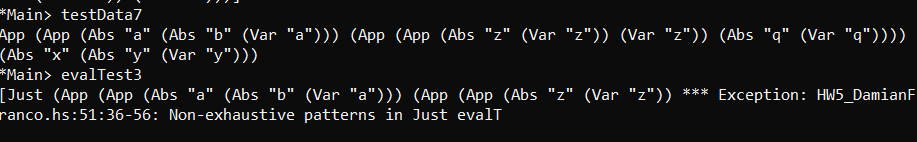 *Main> testData7
App (App (Abs "a" (Abs "b" (Var "a"))) (App (App (Abs "z" (Var "z")) (Var "z")) (Abs "q" (Var "q"))))
(Abs "x" (Abs "y" (Var "y")))
*Main> evalTest3
[Just (App (App (Abs "a" (Abs "b" (Var "a"))) (App (App (Abs "z" (Var "z")) *** Exception: HW5_DamianF
ranco.hs:51:36-56: Non-exhaustive patterns in Just evalT